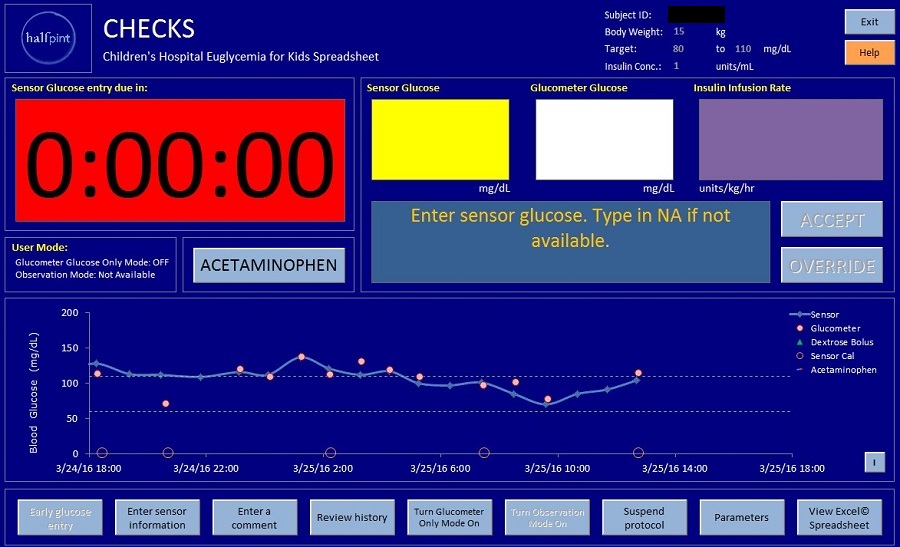 halfpint
CHECKS
Children's Hospital Euglycemia for Kids Spreadsheet
Subject ID:
Body Weight: 15 kg
Target: 80 to 110 mg/dL
Insulin Conc.: 1 units/mL
Exit
Help
Sensor Glucose entry due in:
0:00:00
Sensor Glucose
Glucometer Glucose
Insulin Infusion Rate
mg/dL
mg/dL
units/kg/hr
Enter sensor glucose. Type in NA if not
available.
ACCEPT
OVERRIDE
User Mode:
Glucometer Glucose Only Mode: OFF
Observation Mode: Not Available
ACETAMINOPHEN
Blood Glucose (mg/dL)
200
150
100
50
0
3/24/16 18:00
3/24/16 22:00
3/25/16 2:00
3/25/16 6:00
3/25/16 10:00
3/25/16 14:00
3/25/16 18:00
Sensor
Glucometer
Dextrose Bolus
Sensor Cal
Acetaminophen
I
Early glucose
entry
Enter sensor
information
Enter a
comment
Review history
Turn Glucometer
Only Mode On
Turn Observation
Mode On
Suspend
protocol
Parameters
View Excel©
Spreadsheet